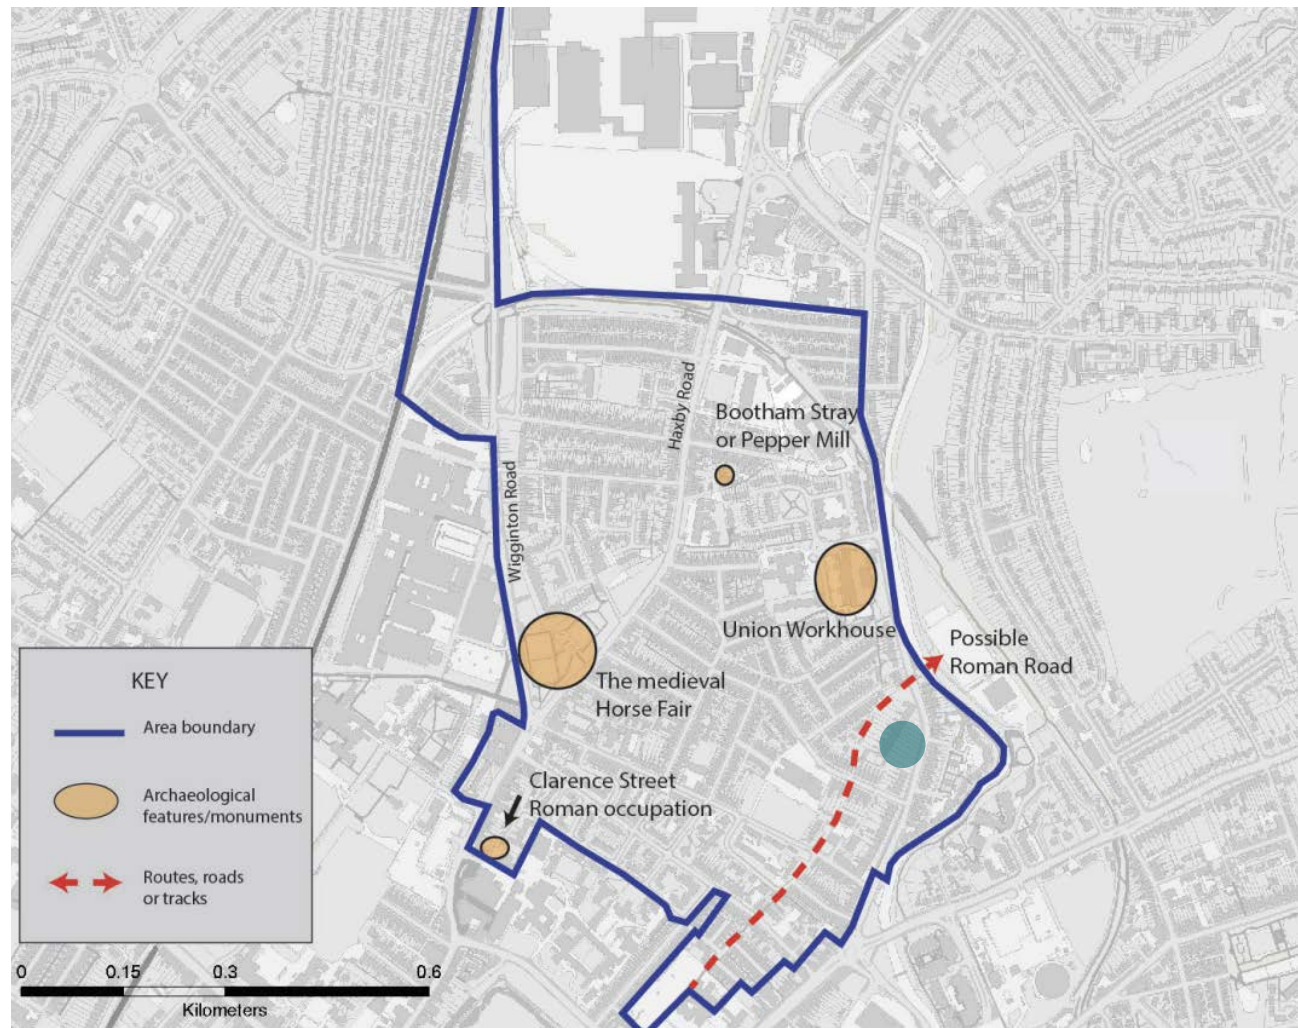 Haxby Road
Bootham Stray
or Pepper Mill
Wigginton Road
Union Workhouse
Possible
Roman Road
The medieval
Horse Fair
Clarence Street
Roman occupation
KEY
Area boundary
Archaeological
features/monuments
Routes, roads
or tracks
0 0.15 0.3 0.6
Kilometers